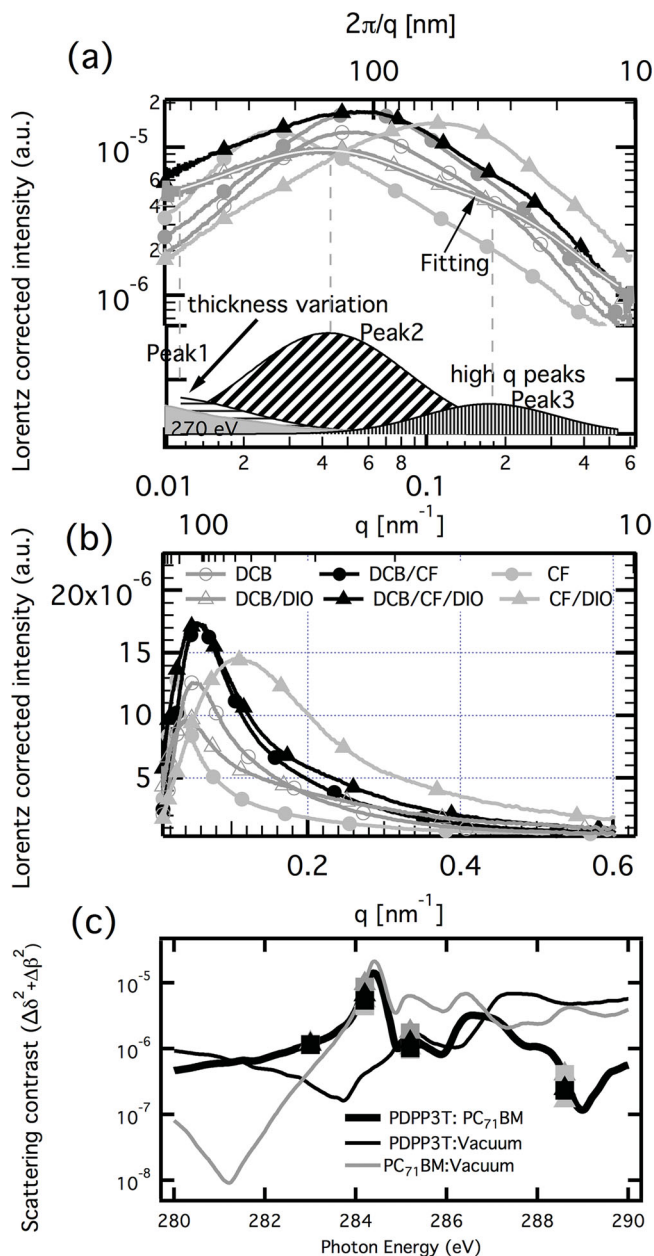 2π/q [nm]
(a)
100
10
2
10⁻⁵
8
6
4
2
10⁻⁶
Lorentz corrected intensity (a.u.)
Fitting
thickness variation
Peak1
Peak2
high q peaks
Peak3
270 eV
2 4 6 8 2 4 6
0.01
0.1
q [nm⁻¹]
(b)
100
10
20x10⁻⁶
15
10
5
Lorentz corrected intensity (a.u.)
DCB DCB/CF CF
DCB/DIO DCB/CF/DIO CF/DIO
0.2 0.4 0.6
q [nm⁻¹]
(c)
10⁻⁵
10⁻⁶
10⁻⁷
10⁻⁸
Scattering contrast (Δδ²+Δβ²)
PDPP3T: PC₇₁BM
PDPP3T:Vacuum
PC₇₁BM:Vacuum
280 282 284 286 288 290
Photon Energy (eV)